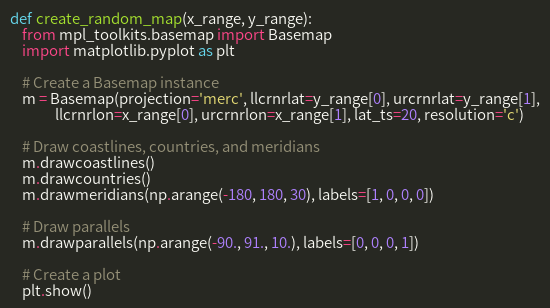 def create_random_map(x_range, y_range):
from mpl_toolkits.basemap import Basemap
import matplotlib.pyplot as plt
# Create a Basemap instance
m = Basemap(projection='merc', llcrnrlat=y_range[0], urcrnrlat=y_range[1],
llcrnrlon=x_range[0], urcrnrlon=x_range[1], lat_ts=20, resolution='c')
# Draw coastlines, countries, and meridians
m.drawcoastlines()
m.drawcountries()
m.drawmeridians(np.arange(-180, 180, 30), labels=[1, 0, 0, 0])
# Draw parallels
m.drawparallels(np.arange(-90., 91., 10.), labels=[0, 0, 0, 1])
# Create a plot
plt.show()